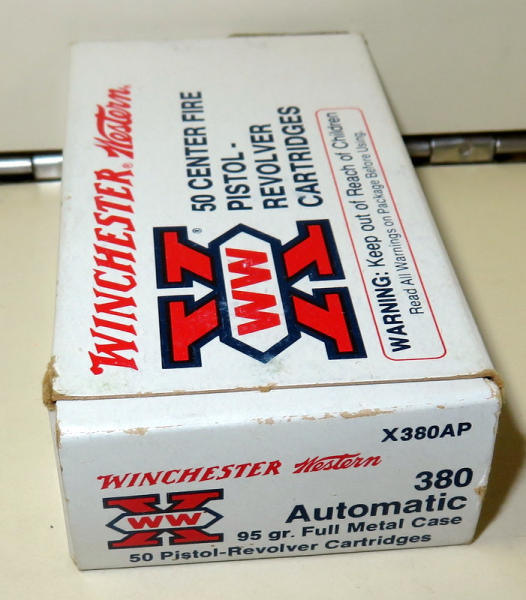 WINCHESTER® Western®
50 CENTER FIRE
PISTOL-
REVOLVER
CARTRIDGES
WW
®
WARNING: Keep out of Reach of Children
Read All Warnings on Package Before Using.
X380AP
WINCHESTER Western
380
Automatic
WW
95 gr. Full Metal Case
50 Pistol-Revolver Cartridges